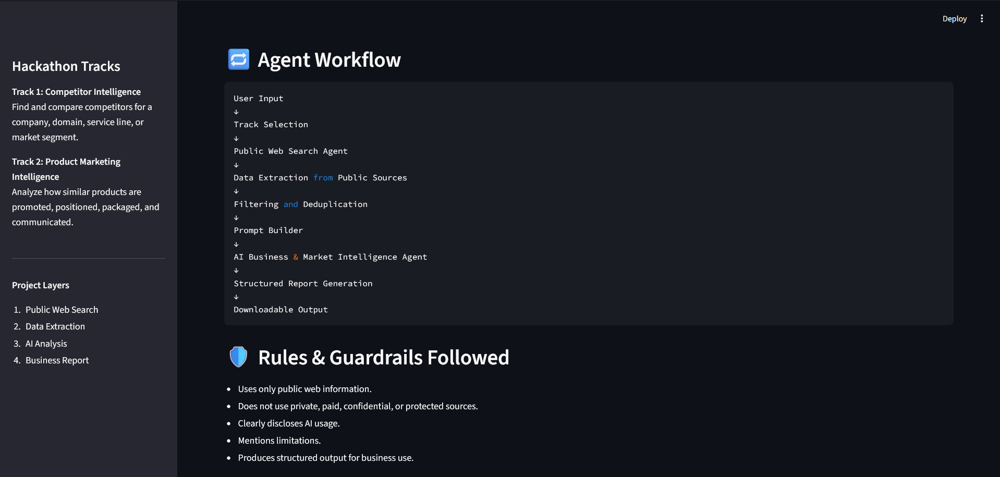 Deploy
Hackathon Tracks
Track 1: Competitor Intelligence
Find and compare competitors for a
company, domain, service line, or
market segment.
Track 2: Product Marketing
Intelligence
Analyze how similar products are
promoted, positioned, packaged, and
communicated.
Project Layers
1. Public Web Search
2. Data Extraction
3. AI Analysis
4. Business Report
Agent Workflow
User Input
↓
Track Selection
↓
Public Web Search Agent
↓
Data Extraction from Public Sources
↓
Filtering and Deduplication
↓
Prompt Builder
↓
AI Business & Market Intelligence Agent
↓
Structured Report Generation
↓
Downloadable Output
Rules & Guardrails Followed
• Uses only public web information.
• Does not use private, paid, confidential, or protected sources.
• Clearly discloses AI usage.
• Mentions limitations.
• Produces structured output for business use.